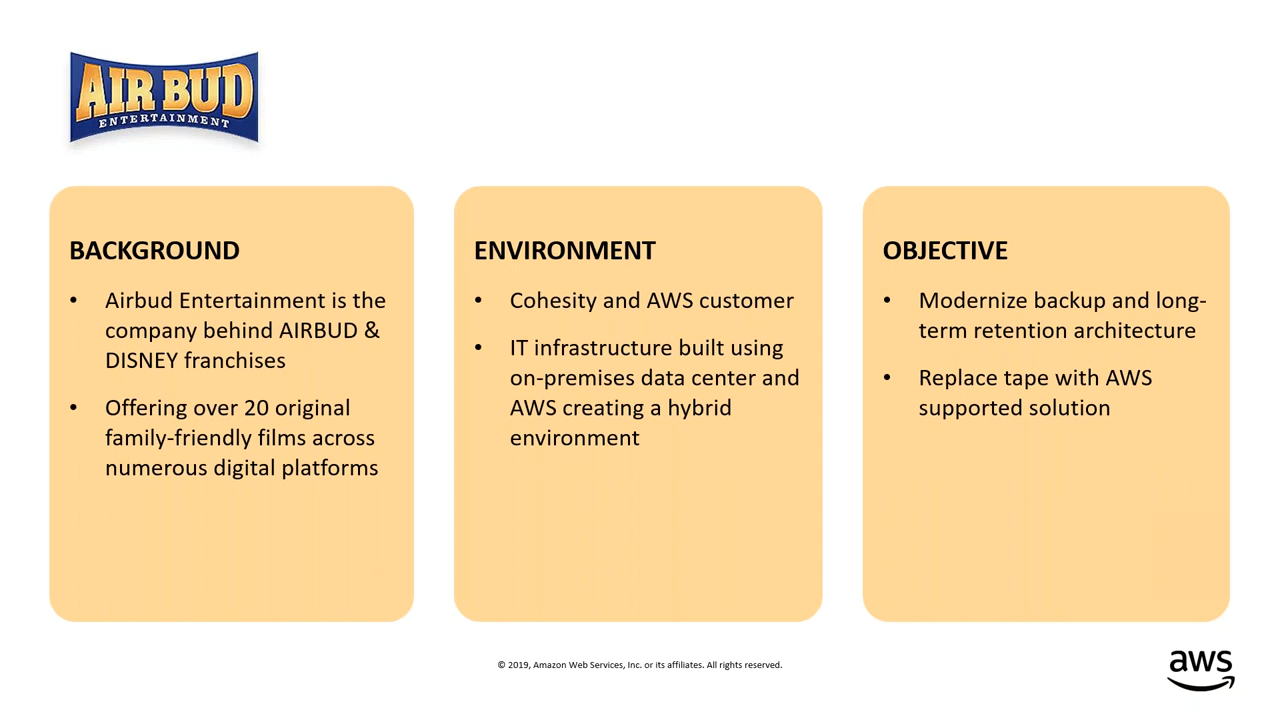 AIR BUD
ENTERTAINMENT
BACKGROUND
• Airbud Entertainment is the
company behind AIRBUD &
DISNEY franchises
• Offering over 20 original
family-friendly films across
numerous digital platforms
ENVIRONMENT
• Cohesity and AWS customer
• IT infrastructure built using
on-premises data center and
AWS creating a hybrid
environment
OBJECTIVE
• Modernize backup and long-
term retention architecture
• Replace tape with AWS
supported solution
© 2019, Amazon Web Services, Inc. or its affiliates. All rights reserved.
aws